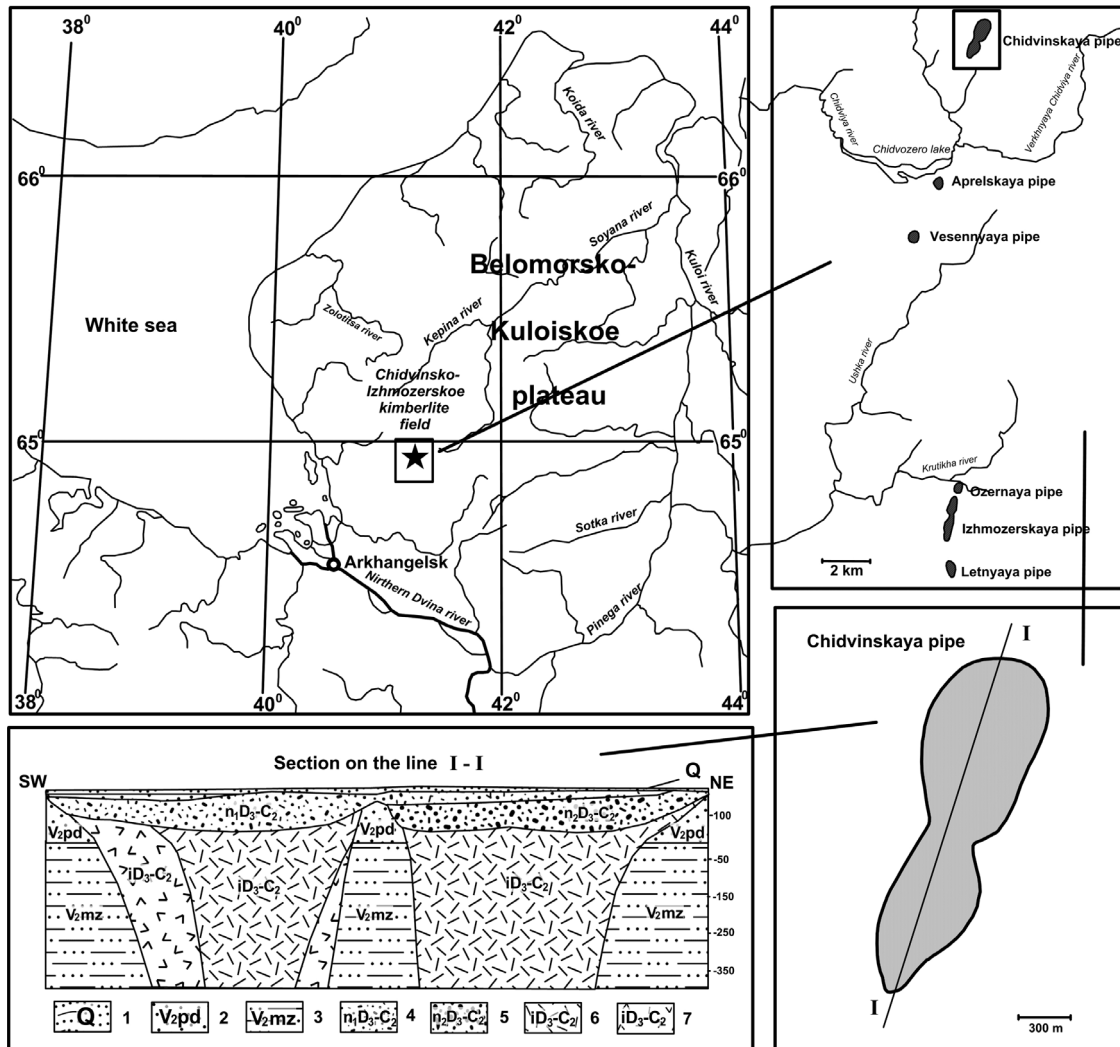 38⁰
40⁰
42⁰
44⁰
Koida river
66⁰
66⁰
Soyana river
Belomorsko-
Kuloi river
Zolotitsa river
Kepina river
White sea
Kuloiskoe
Chidvinsko-
Izhmozerskoe
kimberlite
field
plateau
65⁰
65⁰
Sotka river
Arkhangelsk
Nirthern Dvina river
Pinega river
38⁰
40⁰
42⁰
44⁰
Chidvinskaya pipe
Chidviya river
Verkhnyaya Chidviya river
Chidvozero lake
Aprelskaya pipe
Vesennyaya pipe
Ushka river
Krutikha river
Ozernaya pipe
Izhmozerskaya pipe
2 km
Letnyaya pipe
Chidvinskaya pipe
I
I
300 m
Section on the line I - I
SW
Q
NE
n₁D₃-C₂
n₂D₃-C₂
100
V₂pd
V₂pd
V₂pd
-50
iD₃-C₂
iD₃-C₂
iD₃-C₂
-150
V₂mz
V₂mz
V₂mz
-250
-350
Q 1 V₂pd 2 V₂mz 3 n₁D₃-C₂ 4 n₂D₃-C₂ 5 iD₃-C₂ 6 iD₃-C₂ 7